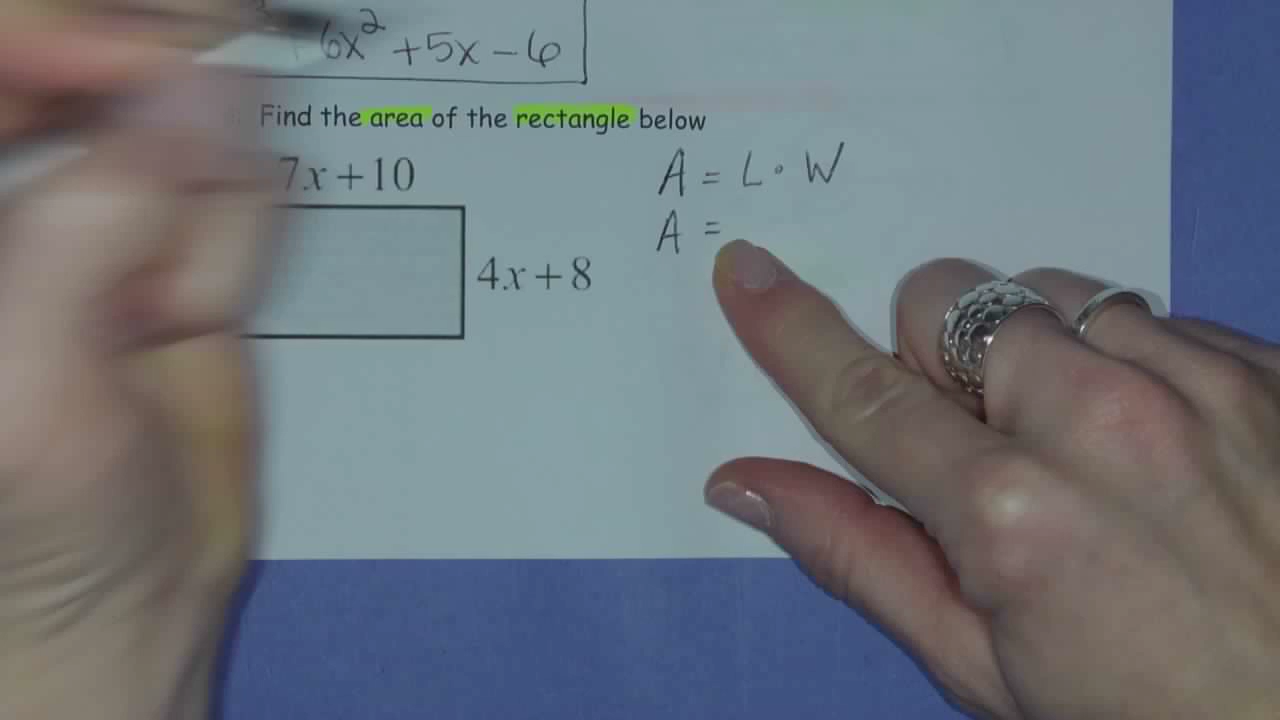 6x² + 5x - 6
Find the area of the rectangle below
7x+10
A = L · W
A =
4x+8